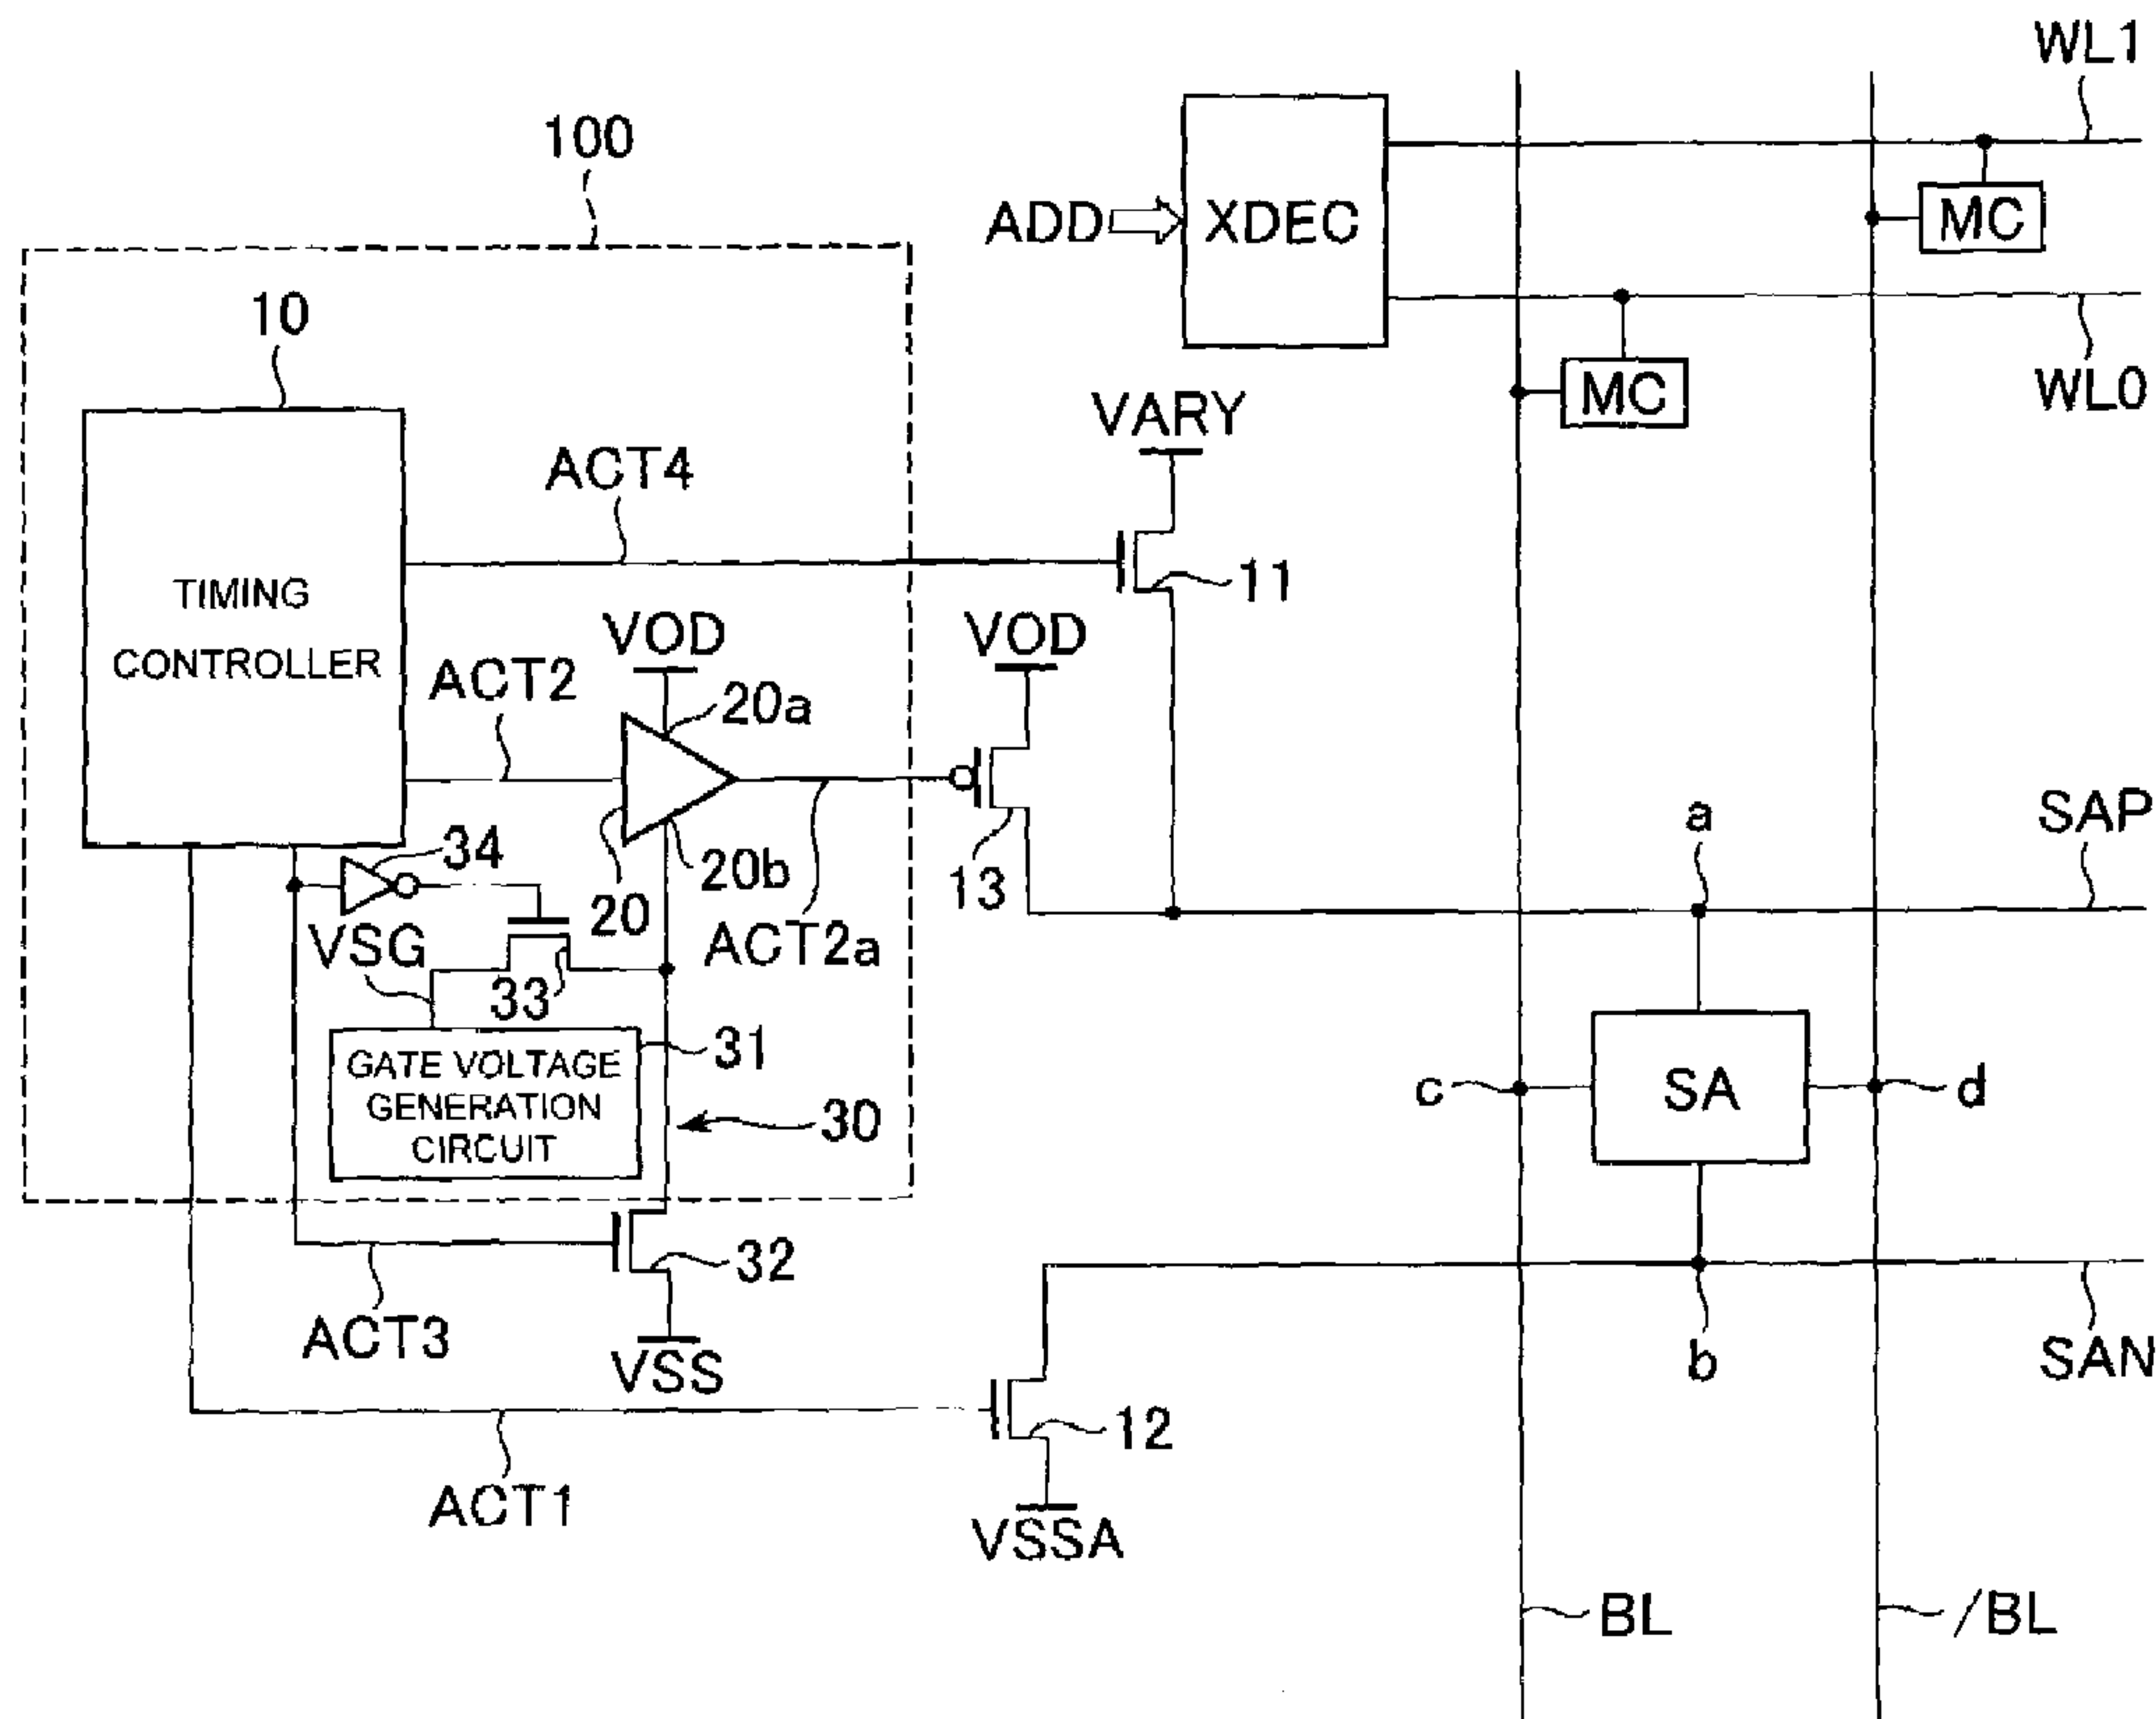 WL1
100
ADD
XDEC
MC
10
WL0
MC
VARY
ACT4
11
TIMING
CONTROLLER
VOD
VOD
ACT2
20a
SAP
a
34
20b
13
20
VSG
ACT2a
33
31
GATE VOLTAGE
GENERATION
CIRCUIT
c
SA
d
30
32
ACT3
VSS
b
SAN
12
ACT1
VSSA
BL
/BL